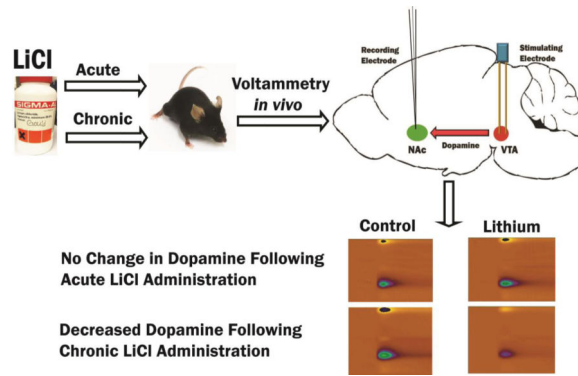 LiCl
SIGMA-A
Acute
Chronic
Voltammetry
in vivo
Recording
Electrode
Stimulating
Electrode
NAc
Dopamine
VTA
Control
Lithium
No Change in Dopamine Following
Acute LiCl Administration
Decreased Dopamine Following
Chronic LiCl Administration